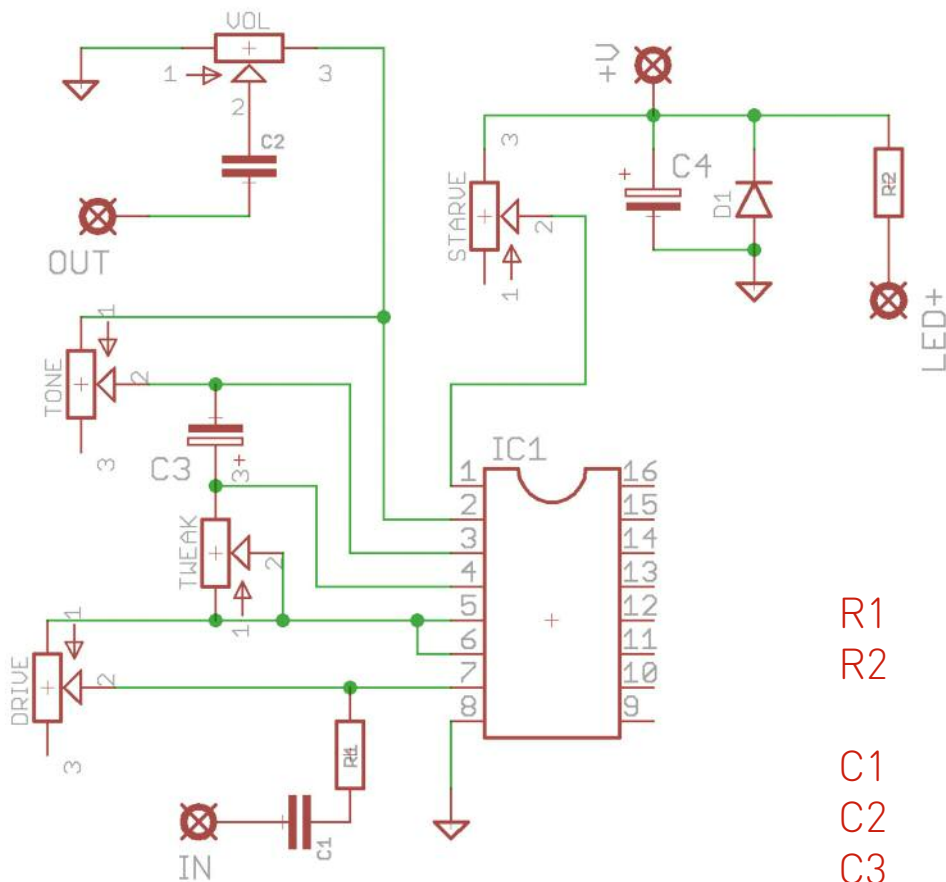 VOL
1
3
2
C2
OUT
+V
3
C4
+
STARVE
2
1
D1
R2
LED+
1
TONE
2
3
C3
+
3
TWEAK
2
1
1
DRIVE
2
3
R1
C1
IN
IC1
1 16
2 15
3 14
4 13
5 12
6 11
7 10
8 9
R1
R2
C1
C2
C3